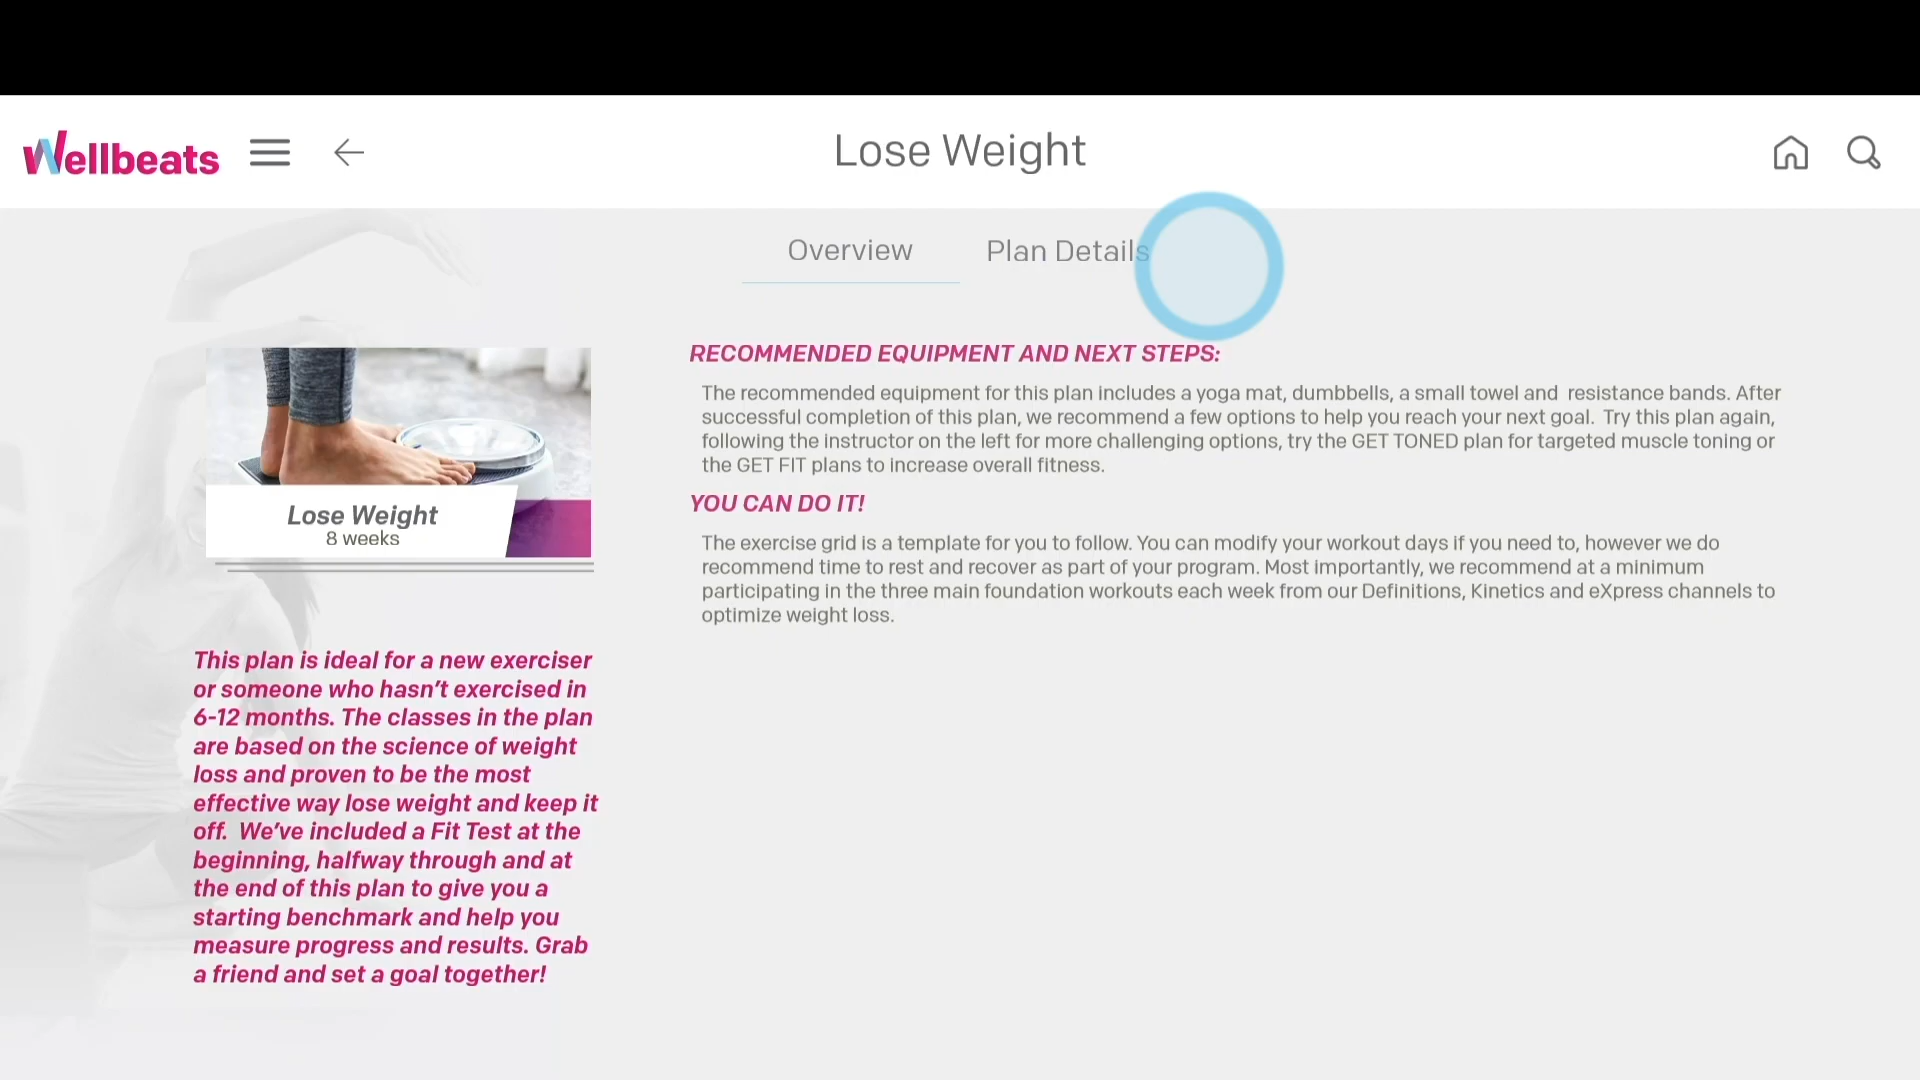 Wellbeats
Lose Weight
Overview
Plan Details
Lose Weight
8 weeks
This plan is ideal for a new exerciser
or someone who hasn't exercised in
6-12 months. The classes in the plan
are based on the science of weight
loss and proven to be the most
effective way lose weight and keep it
off.  We've included a Fit Test at the
beginning, halfway through and at
the end of this plan to give you a
starting benchmark and help you
measure progress and results. Grab
a friend and set a goal together!
RECOMMENDED EQUIPMENT AND NEXT STEPS:
The recommended equipment for this plan includes a yoga mat, dumbbells, a small towel and  resistance bands. After
successful completion of this plan, we recommend a few options to help you reach your next goal.  Try this plan again,
following the instructor on the left for more challenging options, try the GET TONED plan for targeted muscle toning or
the GET FIT plans to increase overall fitness.
YOU CAN DO IT!
The exercise grid is a template for you to follow. You can modify your workout days if you need to, however we do
recommend time to rest and recover as part of your program. Most importantly, we recommend at a minimum
participating in the three main foundation workouts each week from our Definitions, Kinetics and eXpress channels to
optimize weight loss.